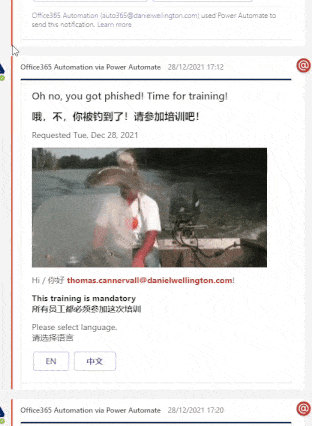 Office365 Automation (auto365@danielwellington.com) used Power Automate to
send this notification. Learn more
Office365 Automation via Power Automate 28/12/2021 17:12
@
Oh no, you got phished! Time for training!
哦，不，你被钓到了！请参加培训吧！
Requested Tue, Dec 28, 2021
Hi / 你好 thomas.cannervall@danielwellington.com!
This training is mandatory
所有员工都必须参加这次培训
Please select language.
请选择语言
EN 中文
Office365 Automation via Power Automate 28/12/2021 17:20
@